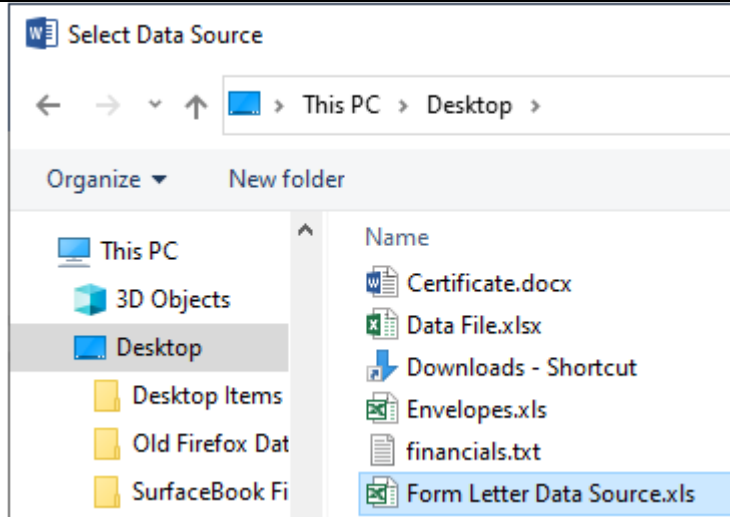 Select Data Source
This PC > Desktop >
Organize New folder
Name
This PC
3D Objects
Desktop
Desktop Items
Old Firefox Dat
SurfaceBook Fi
Certificate.docx
Data File.xlsx
Downloads - Shortcut
Envelopes.xls
financials.txt
Form Letter Data Source.xls